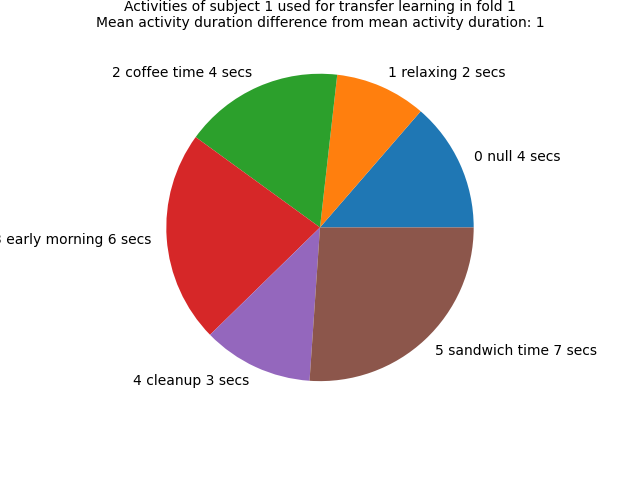 Activities of subject 1 used for transfer learning in fold 1
Mean activity duration difference from mean activity duration: 1
2 coffee time 4 secs
1 relaxing 2 secs
0 null 4 secs
3 early morning 6 secs
5 sandwich time 7 secs
4 cleanup 3 secs